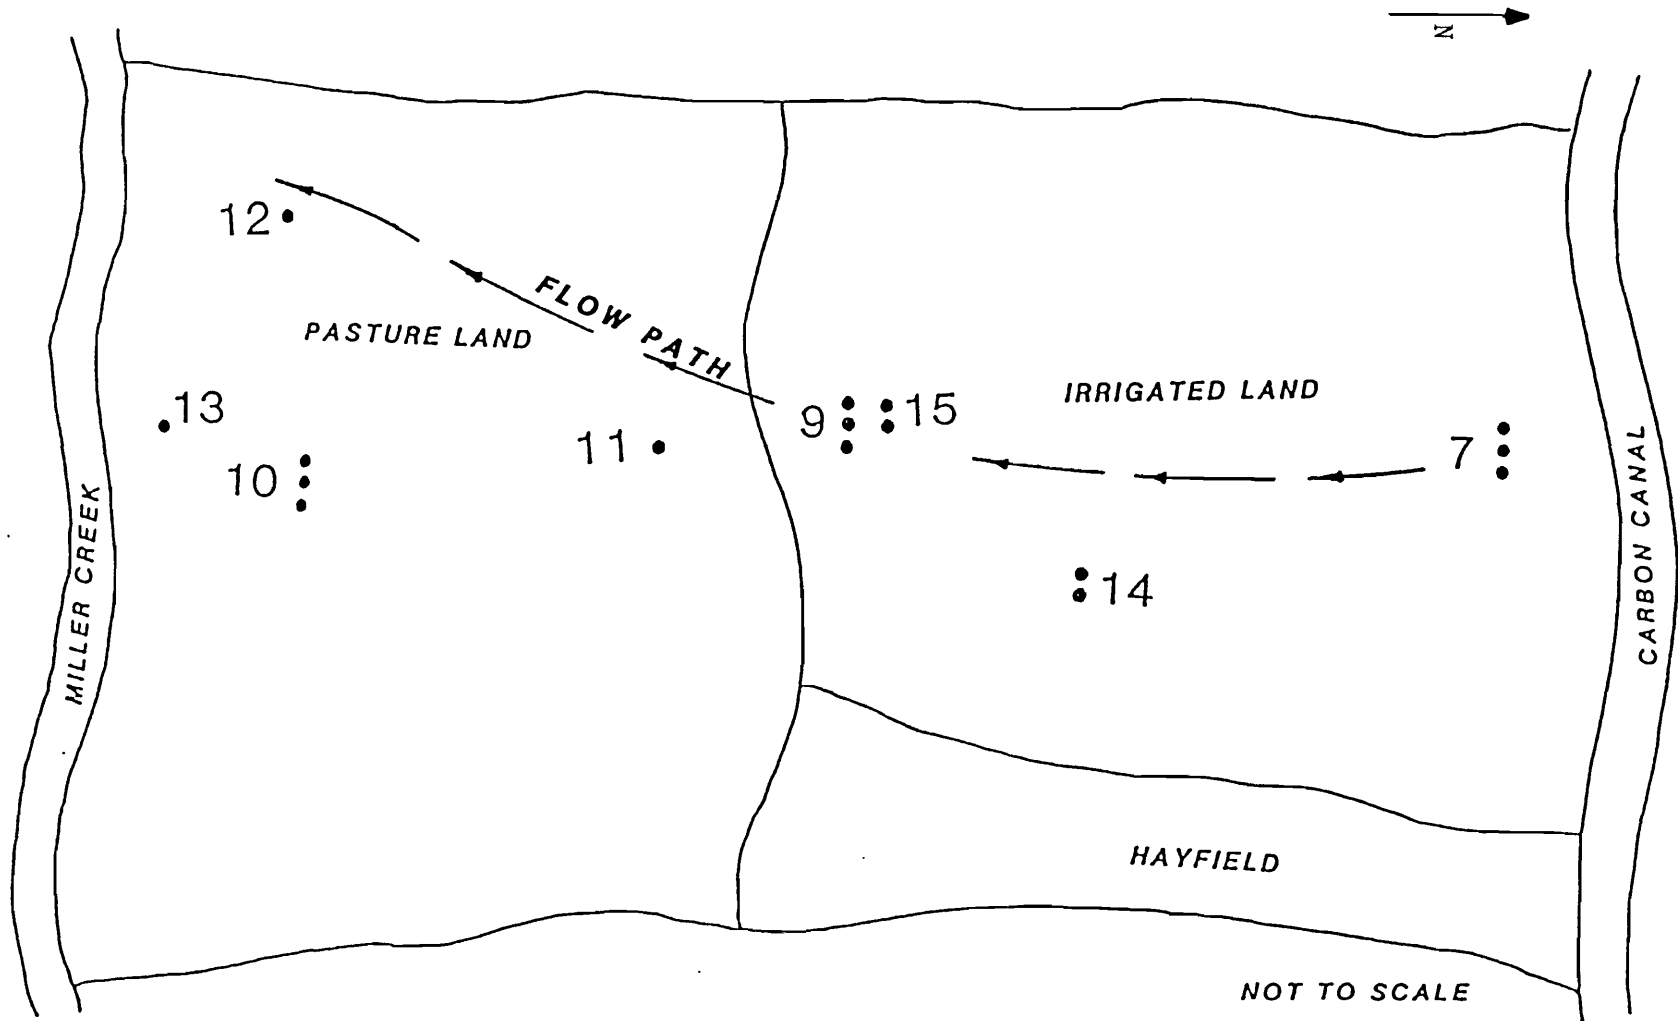 N
12
FLOW PATH
PASTURE LAND
13
10
11
9
15
IRRIGATED LAND
7
14
MILLER CREEK
CARBON CANAL
HAYFIELD
NOT TO SCALE